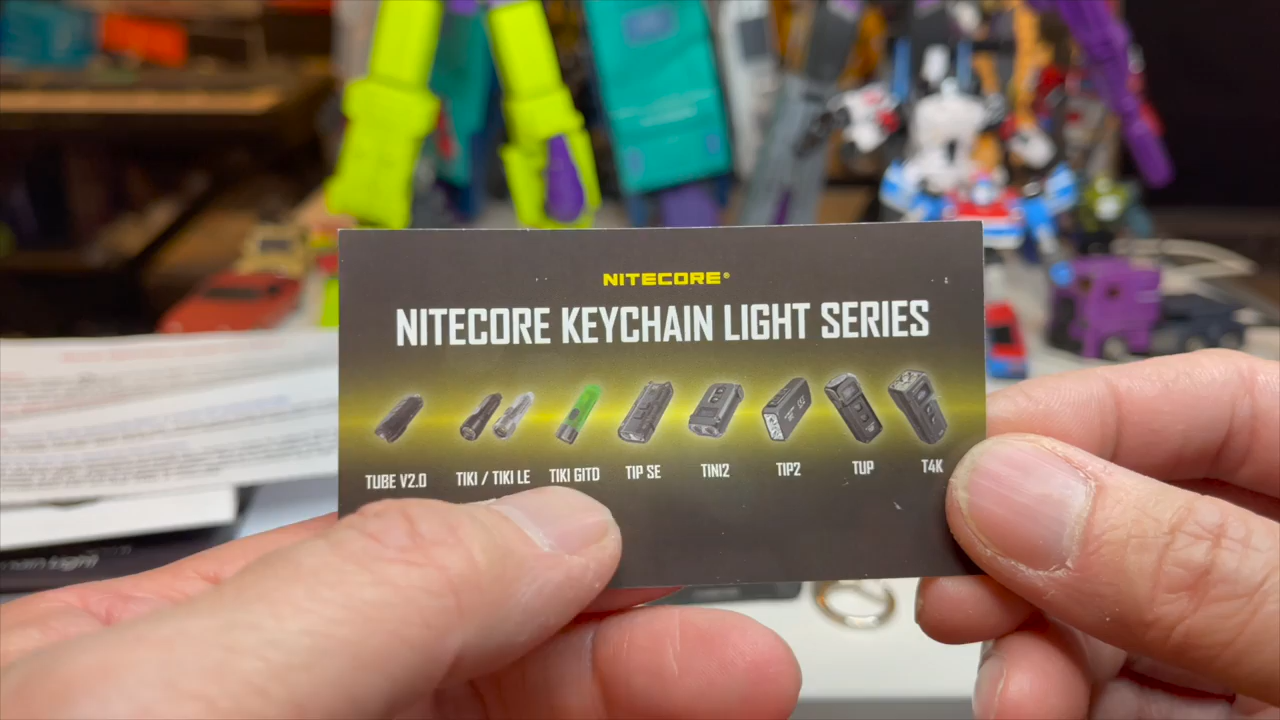 NITECORE®
NITECORE KEYCHAIN LIGHT SERIES
TUBE V2.0 TIKI / TIKI LE TIKI GITD TIP SE TINI2 TIP2 TUP T4K
Light